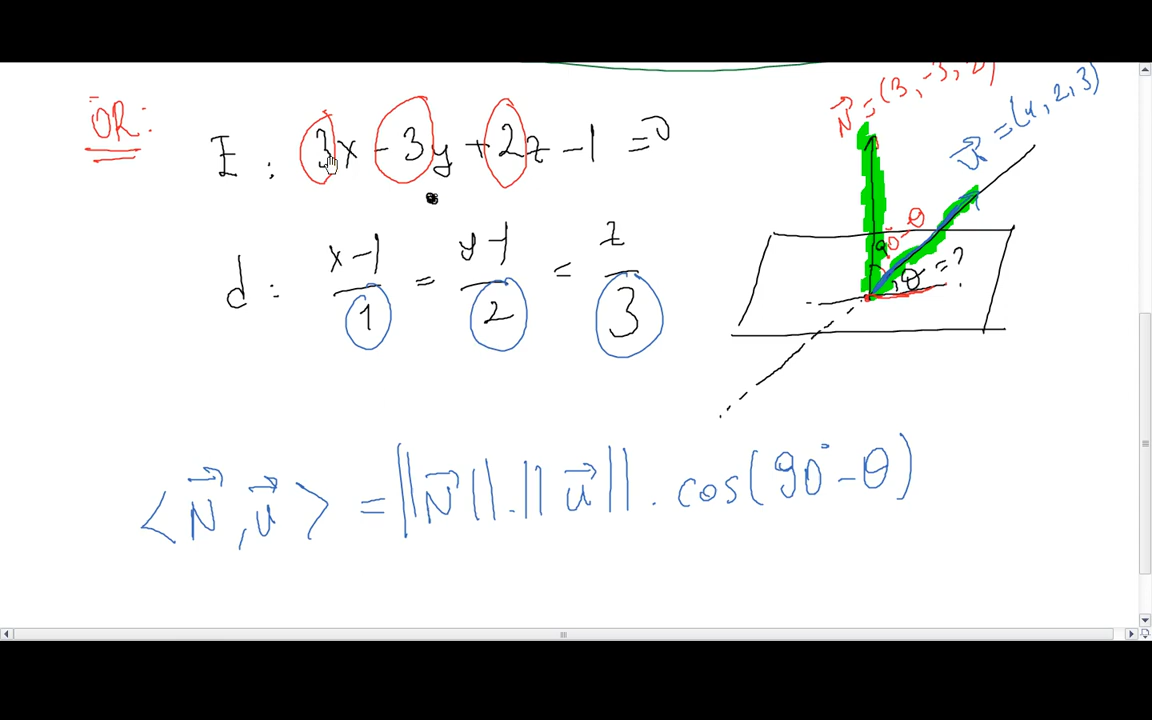 ÖR:
E: 3x - 3y + 2z - 1 = 0
d: x-1/1 = y-1/2 = z/3
N⃗ = (3, -3, 2)
u⃗ = (1, 2, 3)
90° - θ
θ = ?
<N⃗, u⃗> = ||N⃗|| . ||u⃗|| . cos(90° - θ)